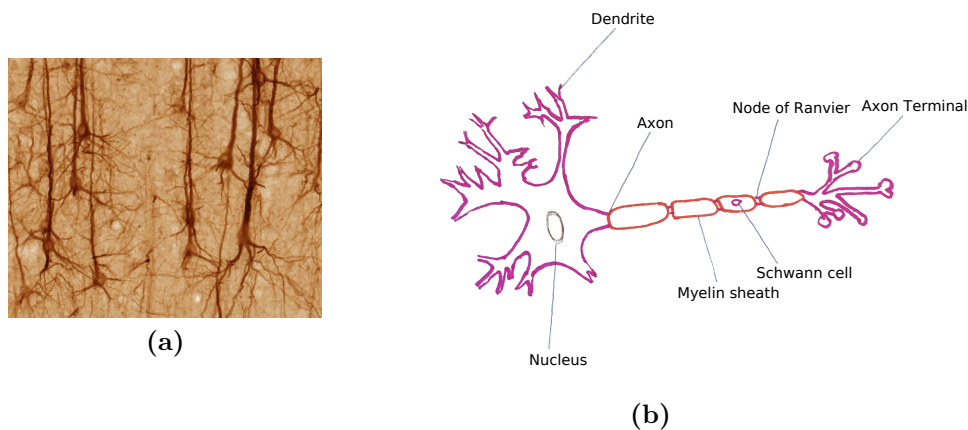 Dendrite
Axon
Node of Ranvier
Axon Terminal
Schwann cell
Myelin sheath
Nucleus
(a)
(b)